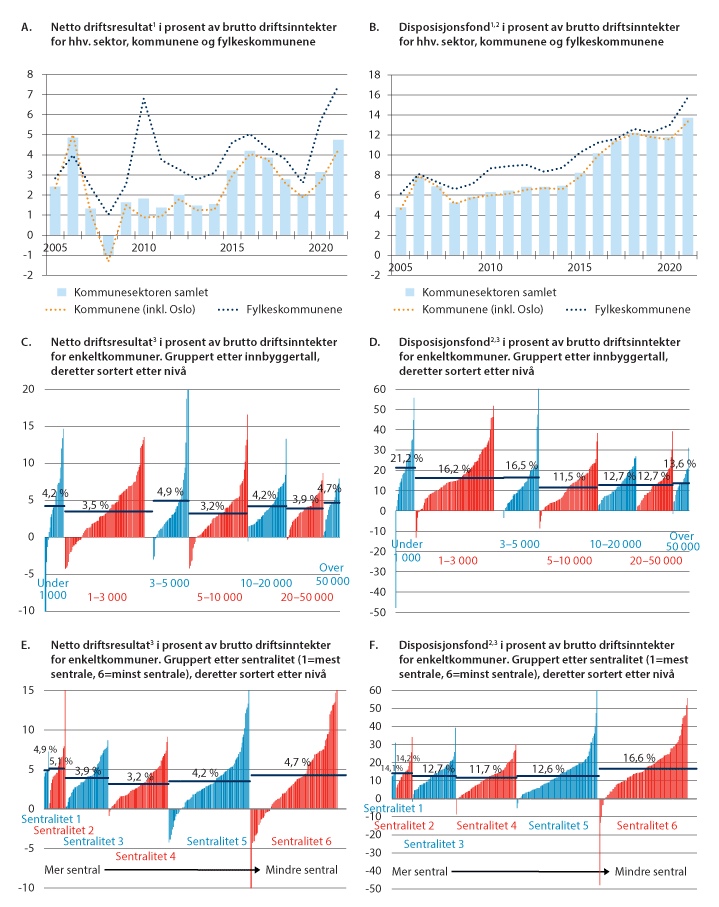 A. Netto driftsresultat¹ i prosent av brutto driftsinntekter
for hhv. sektor, kommunene og fylkeskommunene
8
7
6
5
4
3
2
1
0
-1
-2
2005
2010
2015
2020
Kommunesektoren samlet
Kommunene (inkl. Oslo)
Fylkeskommunene
B. Disposisjonsfond¹,² i prosent av brutto driftsinntekter
for hhv. sektor, kommunene og fylkeskommunene
18
16
14
12
10
8
6
4
2
0
-2
2005
2010
2015
2020
Kommunesektoren samlet
Kommunene (inkl. Oslo)
Fylkeskommunene
C. Netto driftsresultat³ i prosent av brutto driftsinntekter
for enkeltkommuner. Gruppert etter innbyggertall,
deretter sortert etter nivå
20
15
10
5
0
-5
-10
4,2 %
3,5 %
4,9 %
3,2%
4,2%
3,9 %
4,7%
Under
1 000
1–3 000
3–5 000
5–10 000
10–20 000
20–50 000
Over
50 000
D. Disposisjonsfond²,³ i prosent av brutto driftsinntekter
for enkeltkommuner. Gruppert etter innbyggertall,
deretter sortert etter nivå
60
50
40
30
20
10
0
-10
-20
-30
-40
-50
21,2 %
16,2 %
16,5 %
11,5 %
12,7 %
12,7 %
13,6 %
Under
1 000
1–3 000
3–5 000
5–10 000
10–20 000
20–50 000
Over
50 000
E. Netto driftsresultat³ i prosent av brutto driftsinntekter
for enkeltkommuner. Gruppert etter sentralitet (1=mest
sentrale, 6=minst sentrale), deretter sortert etter nivå
15
10
5
0
-5
-10
4,9 %
5,1 %
3,9 %
3,2 %
4,2 %
4,7 %
Sentralitet 1
Sentralitet 2
Sentralitet 3
Sentralitet 4
Sentralitet 5
Sentralitet 6
Mer sentral
Mindre sentral
F. Disposisjonsfond²,³ i prosent av brutto driftsinntekter
for enkeltkommuner. Gruppert etter sentralitet (1=mest
sentrale, 6=minst sentrale), deretter sortert etter nivå
60
50
40
30
20
10
0
-10
-20
-30
-40
-50
14,1%
14,2 %
12,7 %
11,7 %
12,6 %
16,6 %
Sentralitet 1
Sentralitet 2
Sentralitet 3
Sentralitet 4
Sentralitet 5
Sentralitet 6
Mer sentral
Mindre sentral